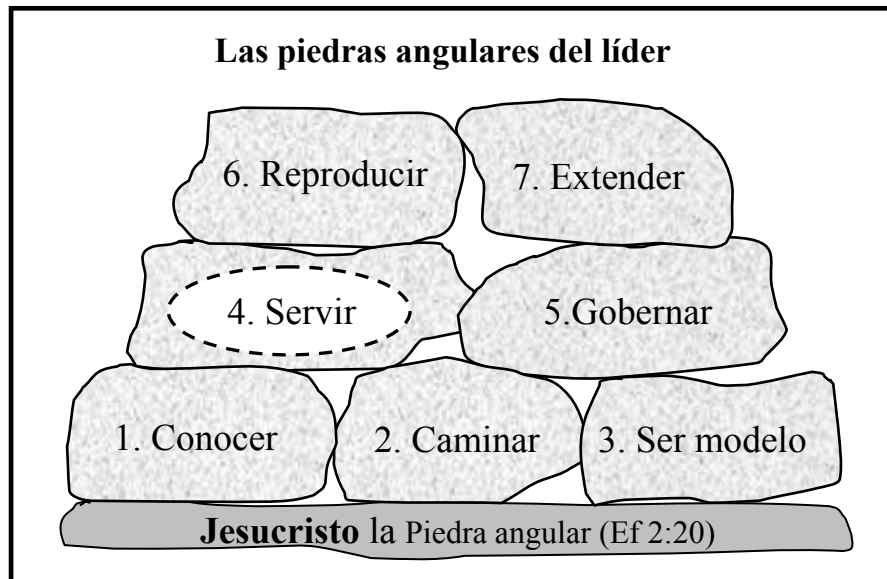 Las piedras angulares del líder
6. Reproducir
7. Extender
4. Servir
5.Gobernar
1. Conocer
2. Caminar
3. Ser modelo
Jesucristo la Piedra angular (Ef 2:20)